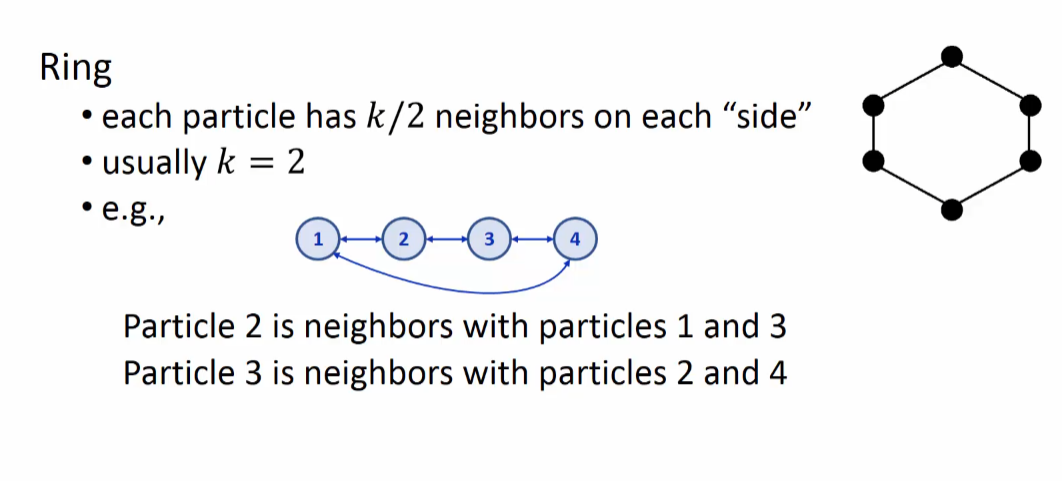 Ring
• each particle has k/2 neighbors on each “side”
• usually k = 2
• e.g.,
1 2 3 4
Particle 2 is neighbors with particles 1 and 3
Particle 3 is neighbors with particles 2 and 4